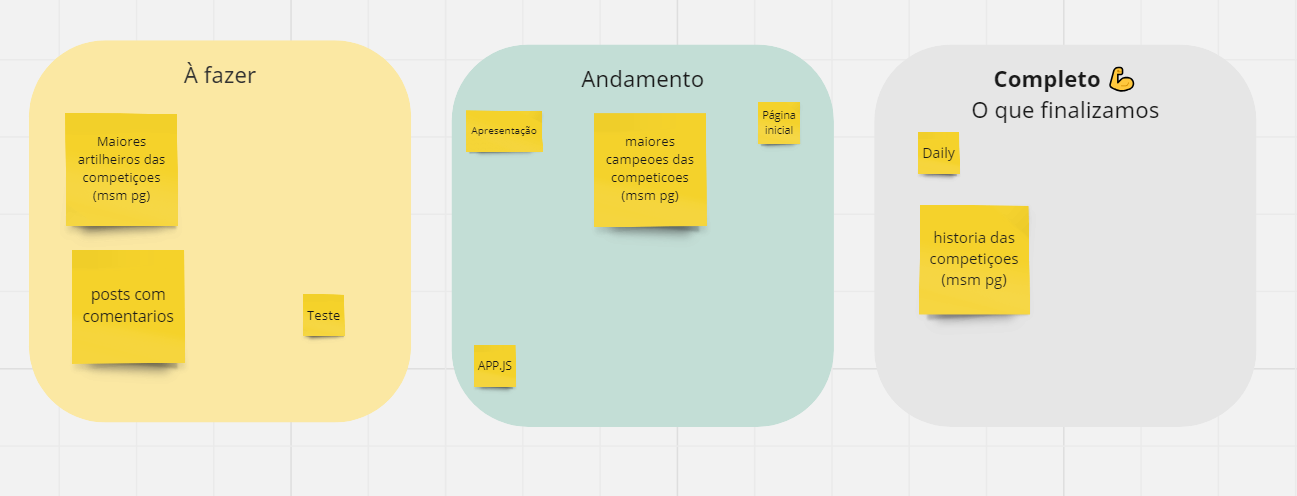 À fazer
Maiores
artilheiros das
competiçoes
(msm pg)
posts com
comentarios
Teste
Andamento
Apresentação
maiores
campeoes das
competicoes
(msm pg)
Página
inicial
APP.JS
Completo 💪
O que finalizamos
Daily
historia das
competiçoes
(msm pg)